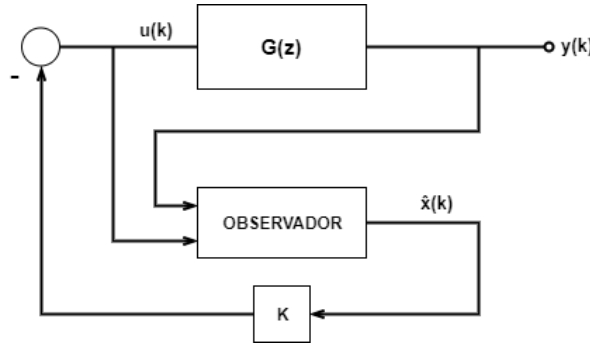 u(k)
G(z)
y(k)
-
OBSERVADOR
x̂(k)
K